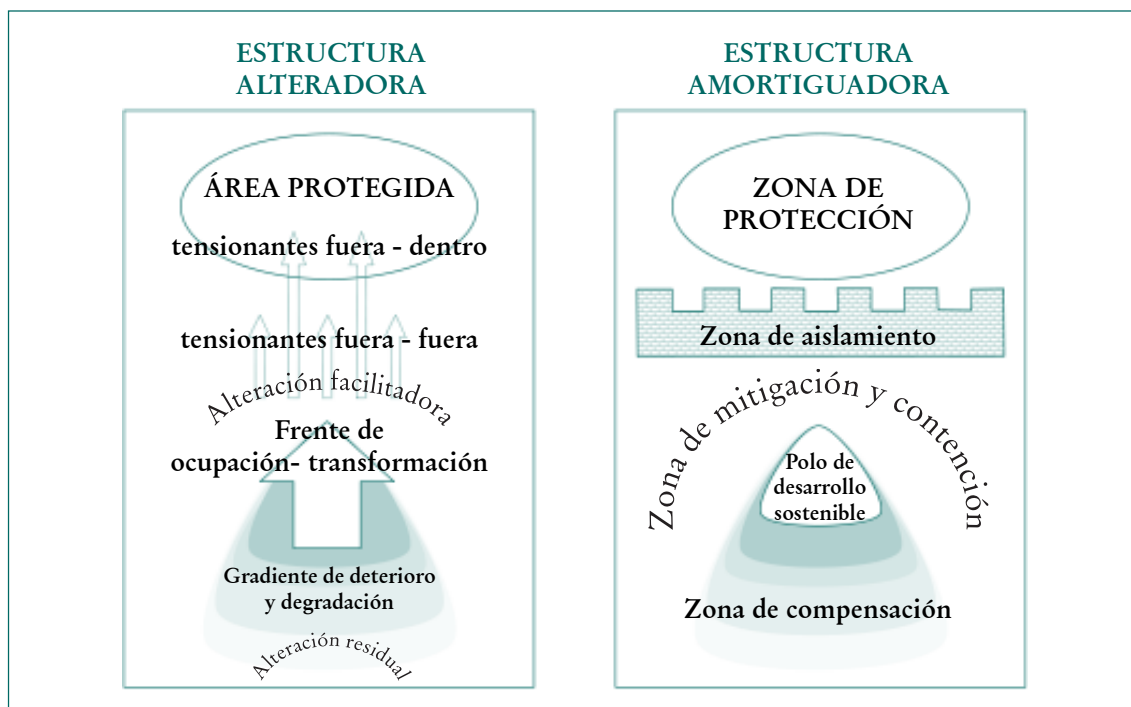 ESTRUCTURA
ALTERADORA
ÁREA PROTEGIDA
tensionantes fuera - dentro
tensionantes fuera - fuera
Alteración facilitadora
Frente de
ocupación- transformación
Gradiente de deterioro
y degradación
Alteración residual
ESTRUCTURA
AMORTIGUADORA
ZONA DE
PROTECCIÓN
Zona de aislamiento
Zona de mitigación y contención
Polo de
desarrollo
sostenible
Zona de compensación